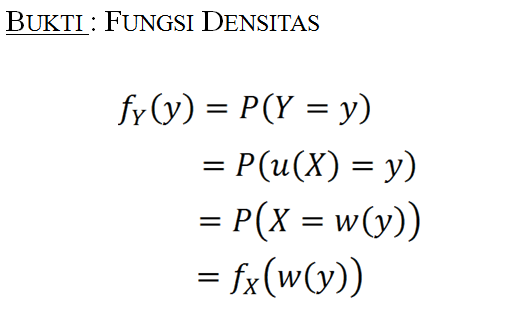 BUKTI : FUNGSI DENSITAS
f_Y(y) = P(Y = y)
= P(u(X) = y)
= P(X = w(y))
= f_X(w(y))